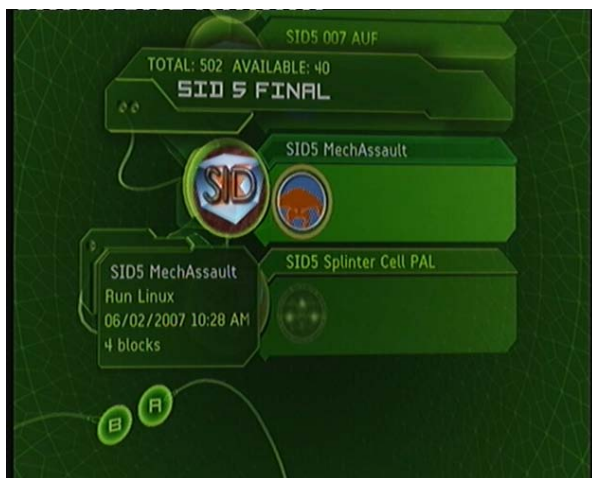 SID5 007 AUF
TOTAL: 502 AVAILABLE: 40
SID 5 FINAL
SID5 MechAssault
SID
SID5 MechAssault
Run Linux
06/02/2007 10:28 AM
4 blocks
SID5 Splinter Cell PAL
B
A